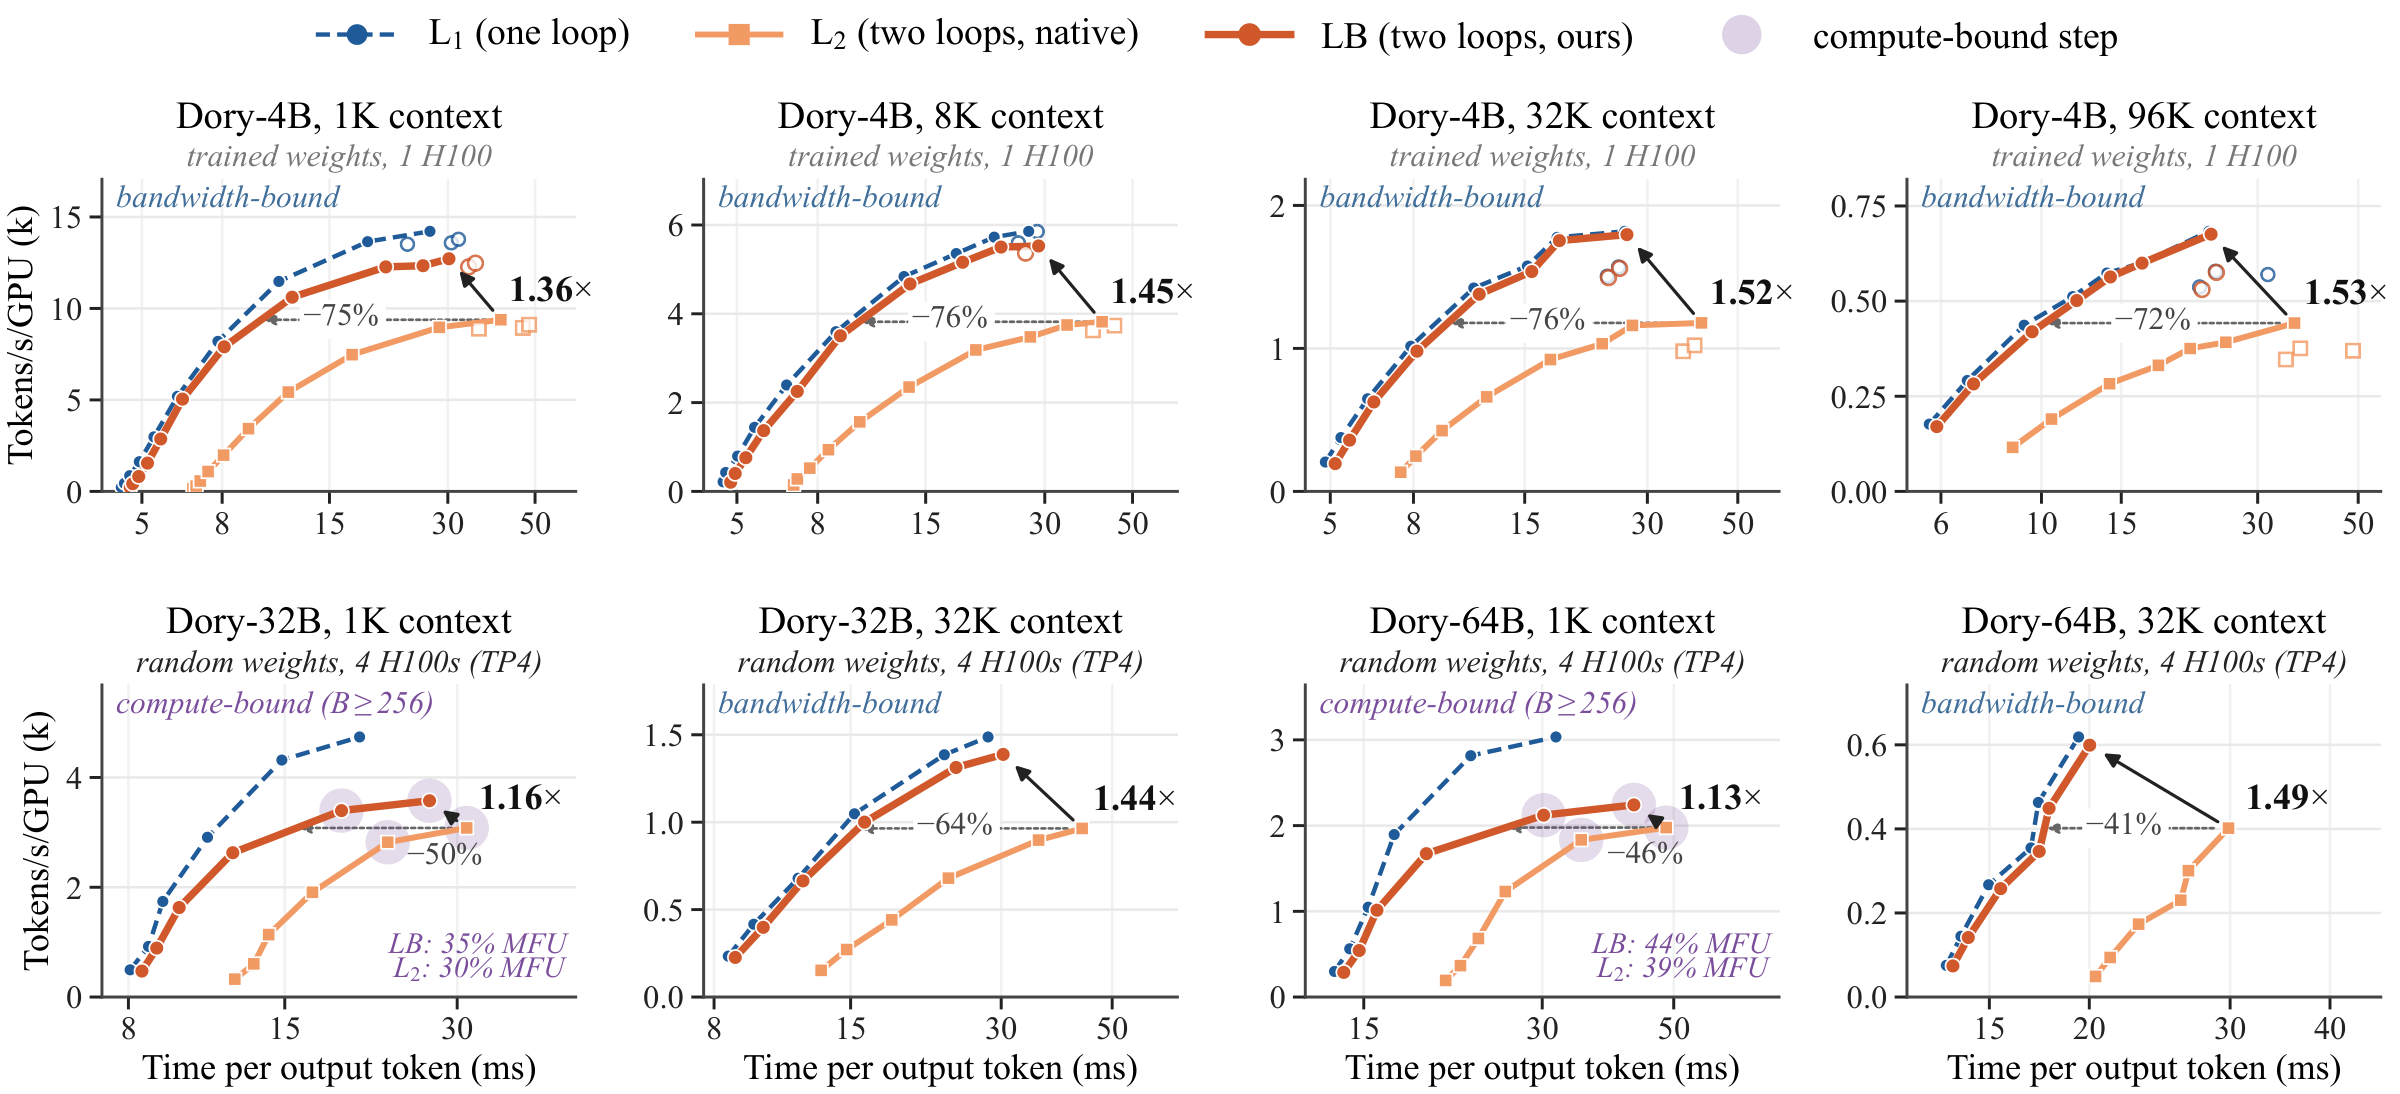 L₁ (one loop)
L₂ (two loops, native)
LB (two loops, ours)
compute-bound step
Dory-4B, 1K context
trained weights, 1 H100
bandwidth-bound
Tokens/s/GPU (k)
15
10
5
0
−75%
1.36×
5
8
15
30
50
Dory-4B, 8K context
trained weights, 1 H100
bandwidth-bound
6
4
2
0
−76%
1.45×
5
8
15
30
50
Dory-4B, 32K context
trained weights, 1 H100
bandwidth-bound
2
1
0
−76%
1.52×
5
8
15
30
50
Dory-4B, 96K context
trained weights, 1 H100
bandwidth-bound
0.75
0.50
0.25
0.00
−72%
1.53×
6
10
15
30
50
Dory-32B, 1K context
random weights, 4 H100s (TP4)
compute-bound (B ≥ 256)
Tokens/s/GPU (k)
4
2
0
1.16×
−50%
LB: 35% MFU
L₂: 30% MFU
8
15
30
Time per output token (ms)
Dory-32B, 32K context
random weights, 4 H100s (TP4)
bandwidth-bound
1.5
1.0
0.5
0.0
−64%
1.44×
8
15
30
50
Time per output token (ms)
Dory-64B, 1K context
random weights, 4 H100s (TP4)
compute-bound (B ≥ 256)
3
2
1
0
1.13×
−46%
LB: 44% MFU
L₂: 39% MFU
15
30
50
Time per output token (ms)
Dory-64B, 32K context
random weights, 4 H100s (TP4)
bandwidth-bound
0.6
0.4
0.2
0.0
−41%
1.49×
15
20
30
40
Time per output token (ms)